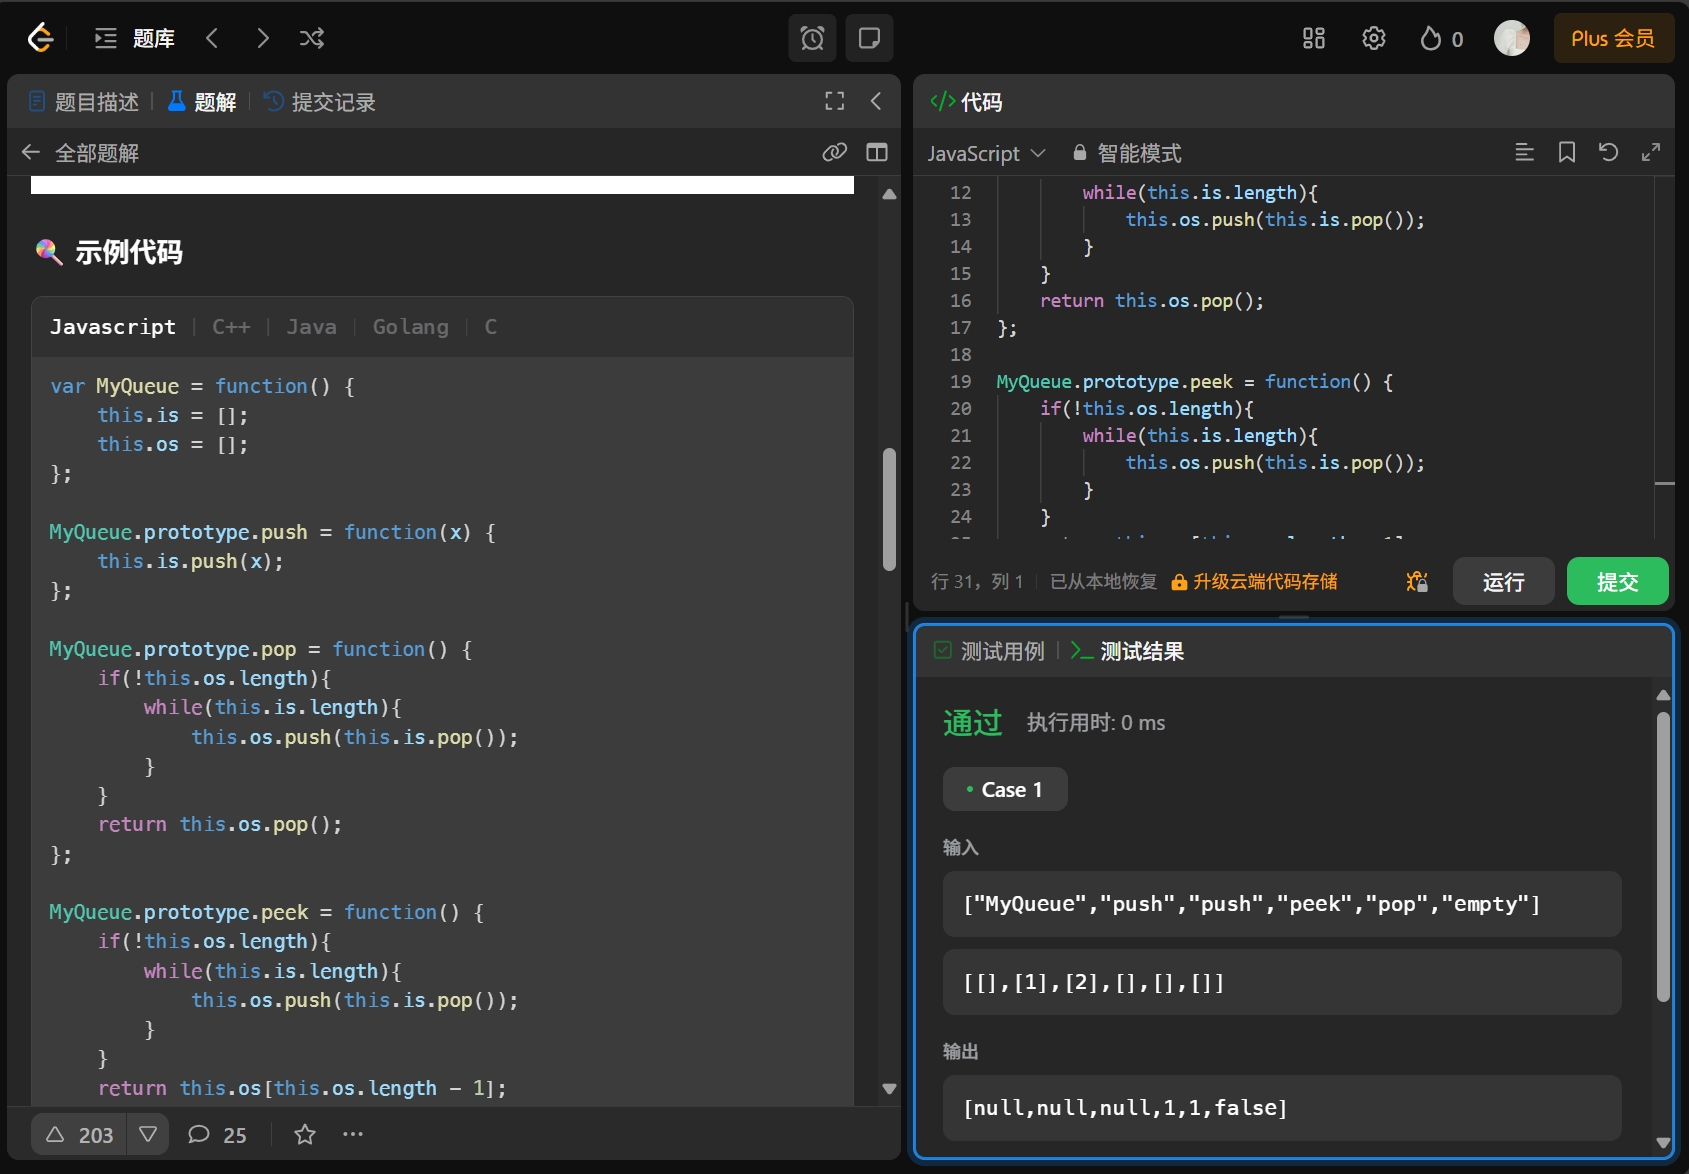 题库
0
Plus 会员
题目描述
题解
提交记录
全部题解
示例代码
Javascript
C++
Java
Golang
C
var MyQueue = function() {
    this.is = [];
    this.os = [];
};
MyQueue.prototype.push = function(x) {
    this.is.push(x);
};
MyQueue.prototype.pop = function() {
    if(!this.os.length){
        while(this.is.length){
            this.os.push(this.is.pop());
        }
    }
    return this.os.pop();
};
MyQueue.prototype.peek = function() {
    if(!this.os.length){
        while(this.is.length){
            this.os.push(this.is.pop());
        }
    }
    return this.os[this.os.length - 1];
203
25
</>代码
JavaScript
智能模式
12 while(this.is.length){
13 this.os.push(this.is.pop());
14 }
15 }
16 return this.os.pop();
17 };
18
19 MyQueue.prototype.peek = function() {
20 if(!this.os.length){
21 while(this.is.length){
22 this.os.push(this.is.pop());
23 }
24 }
行 31，列 1
已从本地恢复
升级云端代码存储
运行
提交
测试用例
测试结果
通过
执行用时: 0 ms
Case 1
输入
["MyQueue","push","push","peek","pop","empty"]
[[],[1],[2],[],[],[]]
输出
[null,null,null,1,1,false]